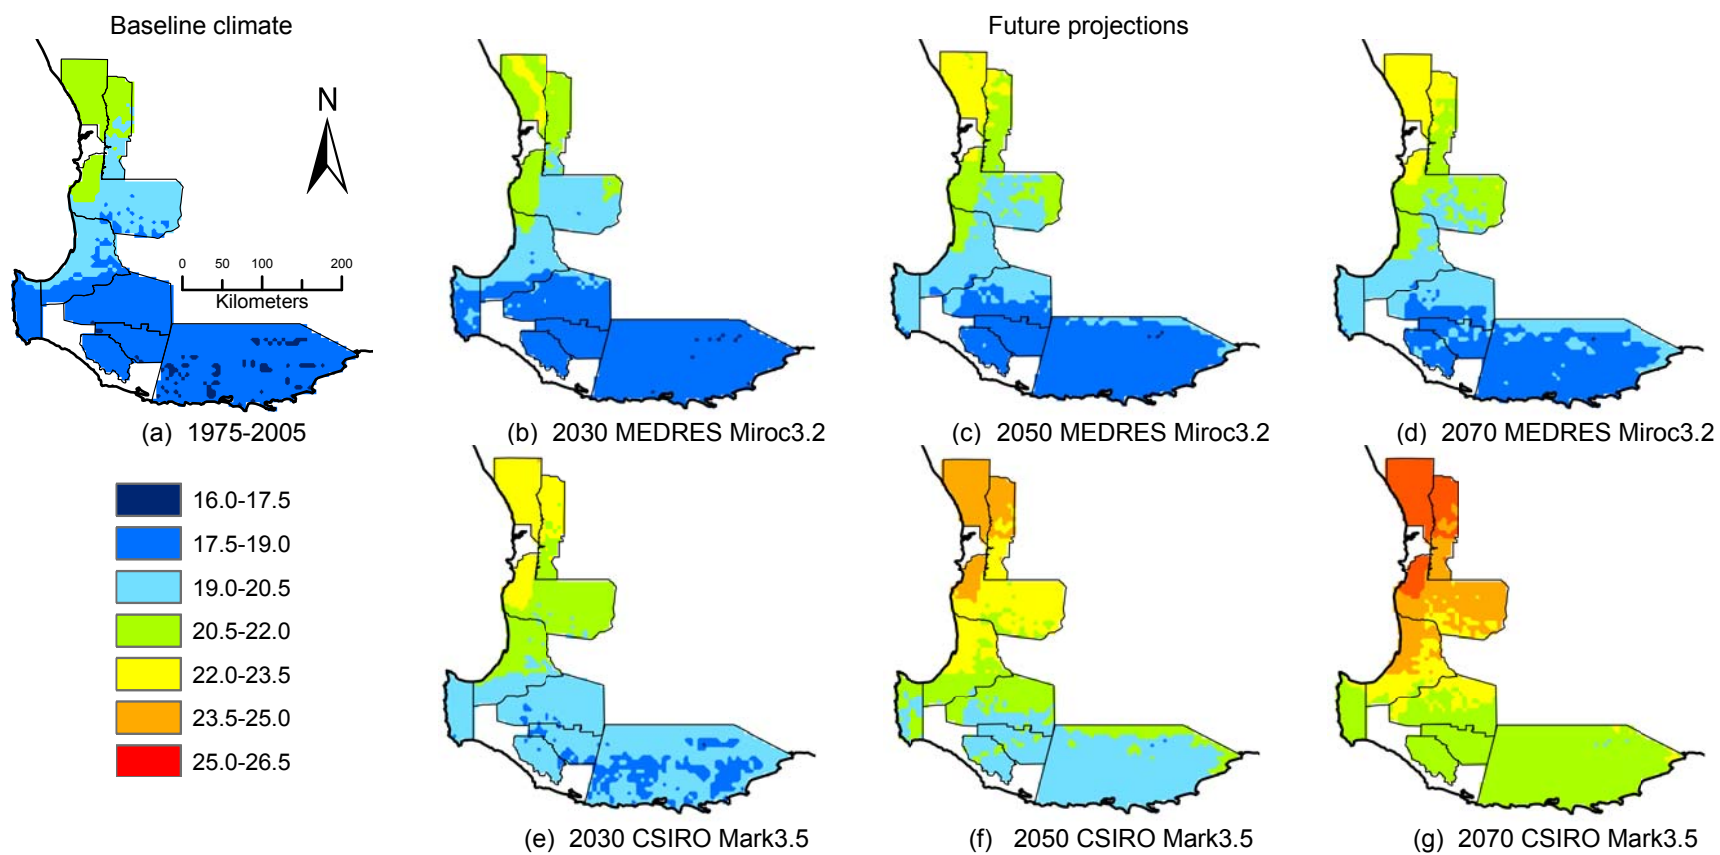 Baseline climate
Future projections
N
0 50 100 200
Kilometers
(a) 1975-2005
(b) 2030 MEDRES Miroc3.2
(c) 2050 MEDRES Miroc3.2
(d) 2070 MEDRES Miroc3.2
16.0-17.5
17.5-19.0
19.0-20.5
20.5-22.0
22.0-23.5
23.5-25.0
25.0-26.5
(e) 2030 CSIRO Mark3.5
(f) 2050 CSIRO Mark3.5
(g) 2070 CSIRO Mark3.5